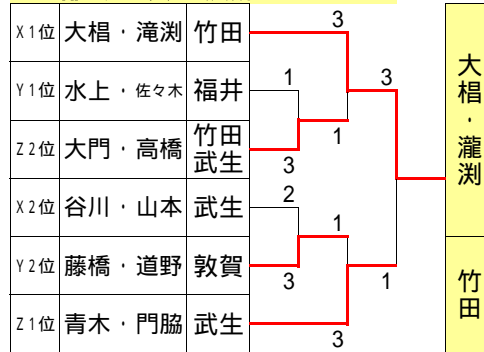 X1位 大椙・滝渕 竹田
Y1位 水上・佐々木 福井
Z2位 大門・高橋 竹田
武生
X2位 谷川・山本 武生
Y2位 藤橋・道野 敦賀
Z1位 青木・門脇 武生
3
1
3
1
3
2
1
3
1
3
大椙・瀧渕
竹田